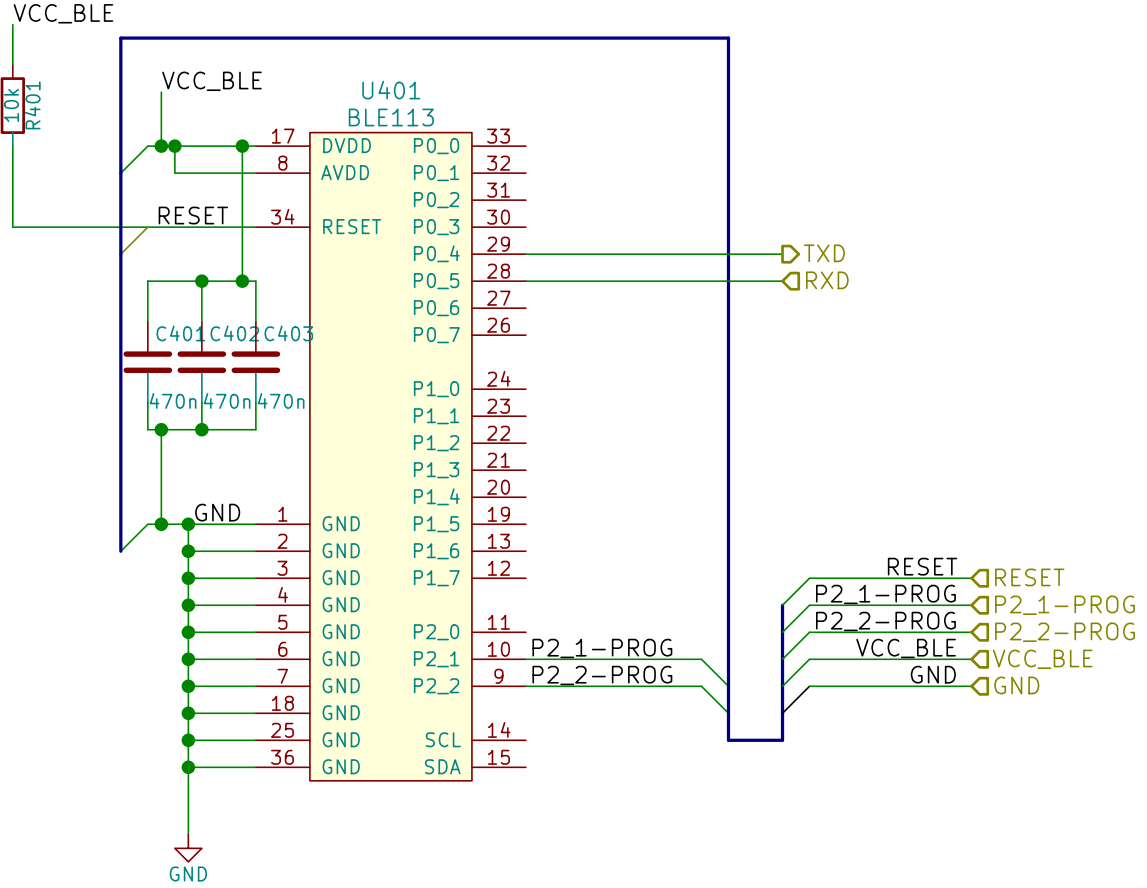 VCC_BLE
10k
R401
VCC_BLE
U401
BLE113
17 DVDD P0_0 33
8 AVDD P0_1 32
P0_2 31
RESET 34 RESET P0_3 30
P0_4 29 TXD
P0_5 28 RXD
P0_6 27
P0_7 26
C401 C402 C403
470n 470n 470n
P1_0 24
P1_1 23
P1_2 22
P1_3 21
P1_4 20
GND 1 GND P1_5 19
2 GND P1_6 13
3 GND P1_7 12
4 GND
5 GND P2_0 11
6 GND P2_1 10 P2_1-PROG
7 GND P2_2 9 P2_2-PROG
18 GND
25 GND SCL 14
36 GND SDA 15
GND
RESET RESET
P2_1-PROG P2_1-PROG
P2_2-PROG P2_2-PROG
VCC_BLE VCC_BLE
GND GND